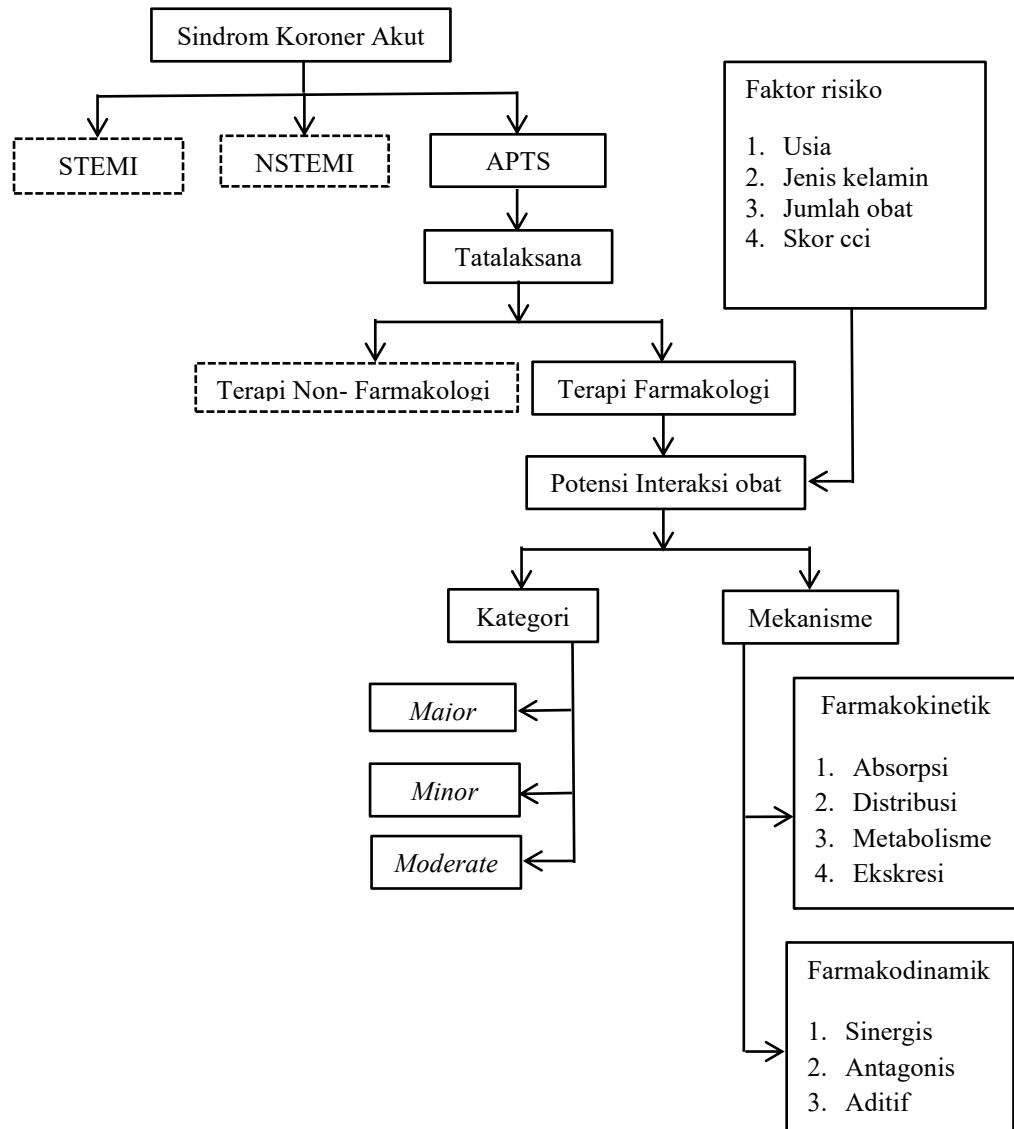 Sindrom Koroner Akut
Faktor risiko
1. Usia
2. Jenis kelamin
3. Jumlah obat
4. Skor cci
STEMI
NSTEMI
APTS
Tatalaksana
Terapi Non- Farmakologi
Terapi Farmakologi
Potensi Interaksi obat
Kategori
Mekanisme
Major
Minor
Moderate
Farmakokinetik
1. Absorpsi
2. Distribusi
3. Metabolisme
4. Ekskresi
Farmakodinamik
1. Sinergis
2. Antagonis
3. Aditif